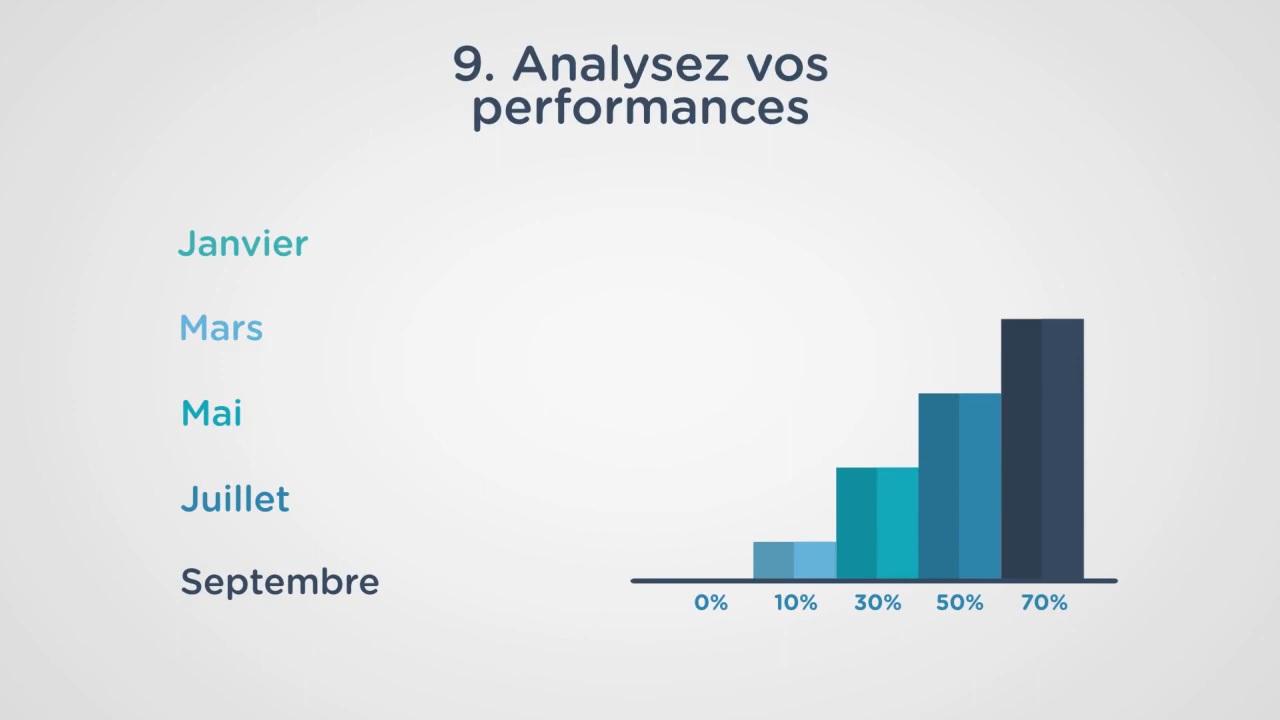 9. Analysez vos
performances
Janvier
Mars
Mai
Juillet
Septembre
0% 10% 30% 50% 70%